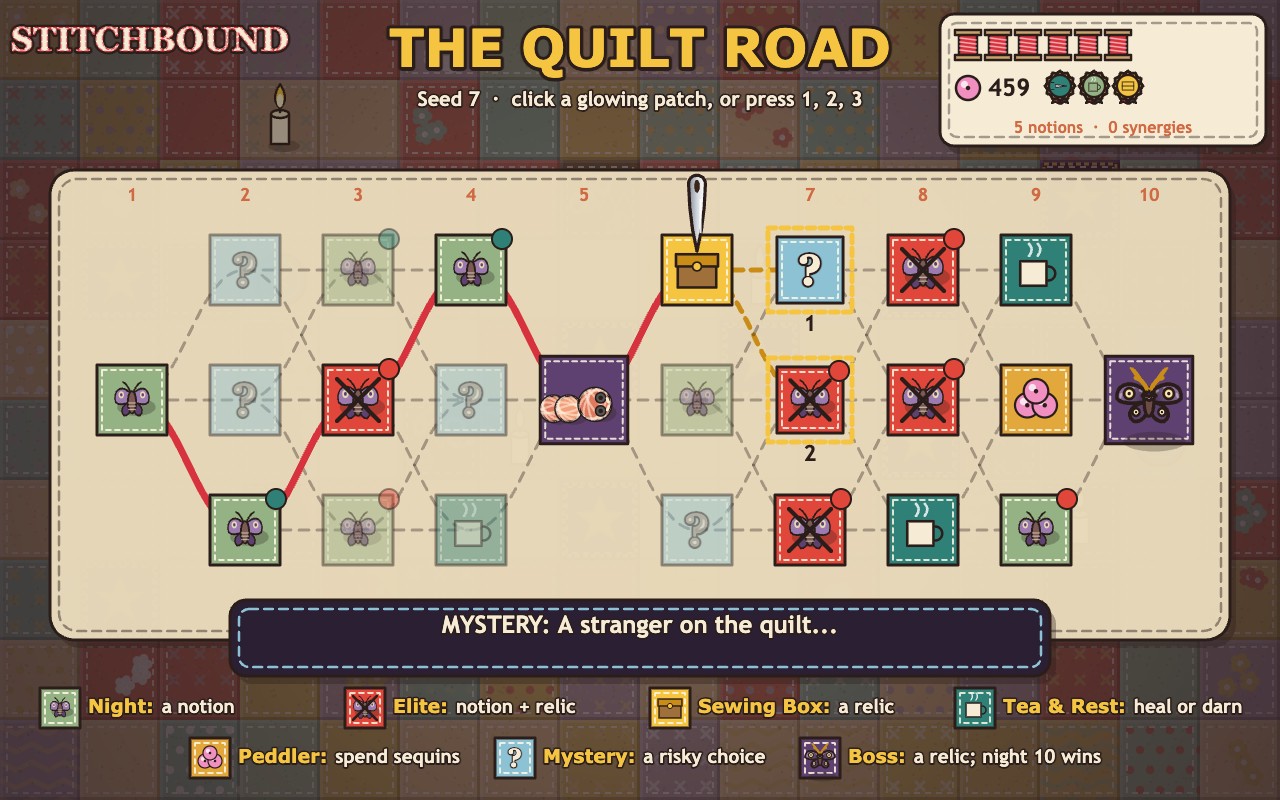 STITCHBOUND
THE QUILT ROAD
Seed 7 · click a glowing patch, or press 1, 2, 3
459
5 notions · 0 synergies
1 2 3 4 5 7 8 9 10
?
?
1
?
?
2
?
MYSTERY: A stranger on the quilt...
Night: a notion
Elite: notion + relic
Sewing Box: a relic
Tea & Rest: heal or darn
Peddler: spend sequins
? Mystery: a risky choice
Boss: a relic; night 10 wins